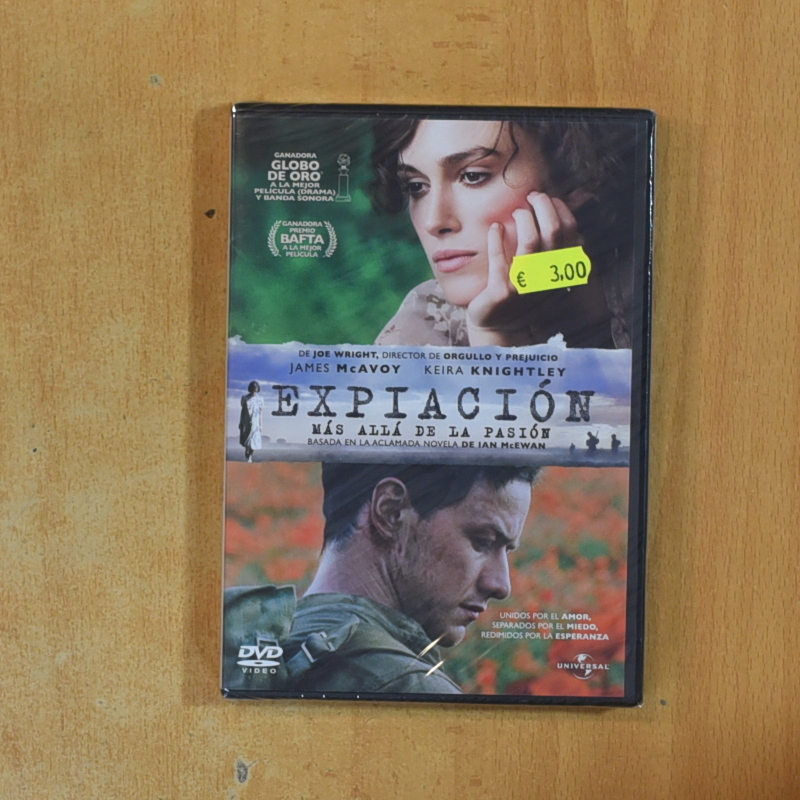 GANADORA
GLOBO
DE ORO
A LA MEJOR
PELÍCULA (DRAMA)
Y BANDA SONORA
GANADORA
PREMIO
BAFTA
A LA MEJOR
PELÍCULA
€ 3,00
DE JOE WRIGHT, DIRECTOR DE ORGULLO Y PREJUICIO
JAMES McAVOY KEIRA KNIGHTLEY
EXPIACIÓN
MÁS ALLÁ DE LA PASIÓN
BASADA EN LA ACLAMADA NOVELA DE IAN McEWAN
UNIDOS POR EL AMOR,
SEPARADOS POR EL MIEDO,
REDIMIDOS POR LA ESPERANZA
DVD
VIDEO
UNIVERSAL